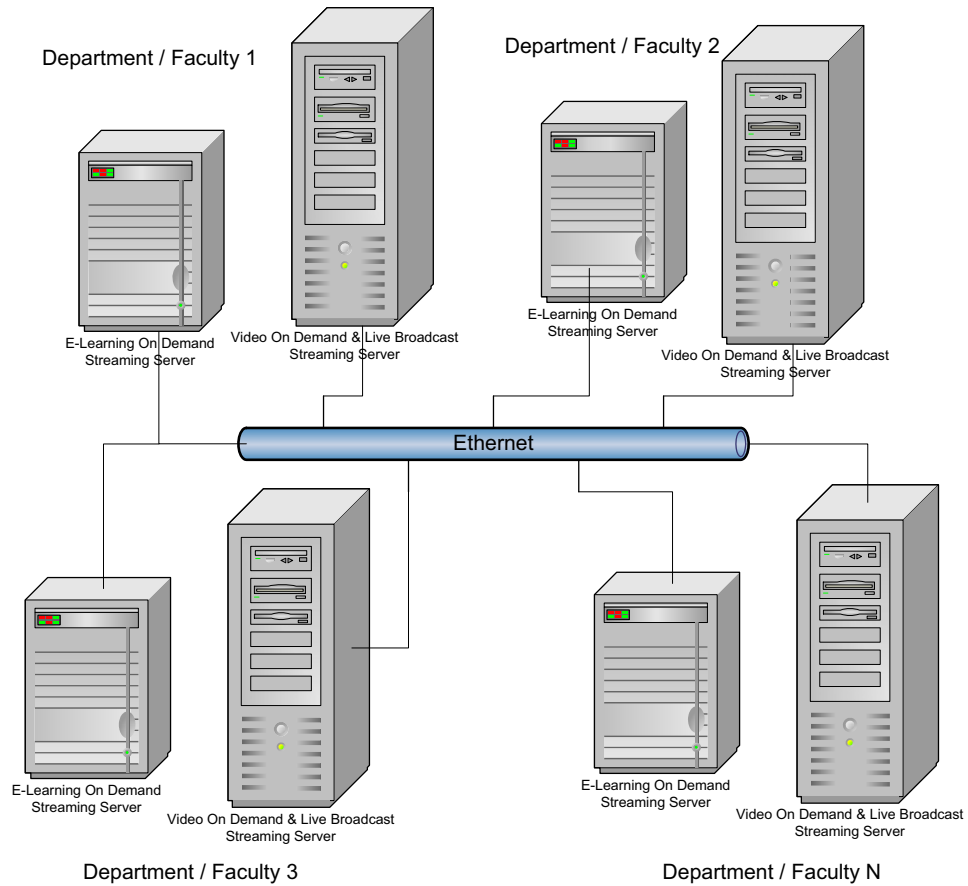 Department / Faculty 1
Department / Faculty 2
E-Learning On Demand
Streaming Server
Video On Demand & Live Broadcast
Streaming Server
E-Learning On Demand
Streaming Server
Video On Demand & Live Broadcast
Streaming Server
Ethernet
E-Learning On Demand
Streaming Server
Video On Demand & Live Broadcast
Streaming Server
E-Learning On Demand
Streaming Server
Video On Demand & Live Broadcast
Streaming Server
Department / Faculty 3
Department / Faculty N